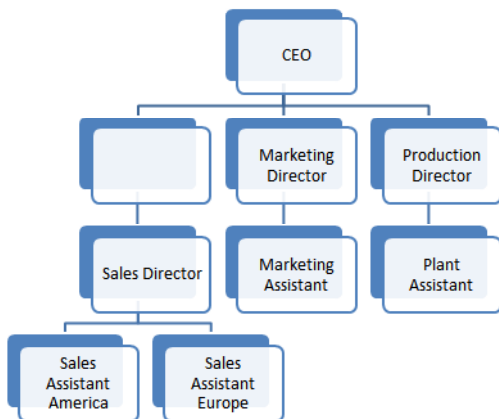 CEO
Marketing
Director
Production
Director
Sales Director
Marketing
Assistant
Plant
Assistant
Sales
Assistant
America
Sales
Assistant
Europe